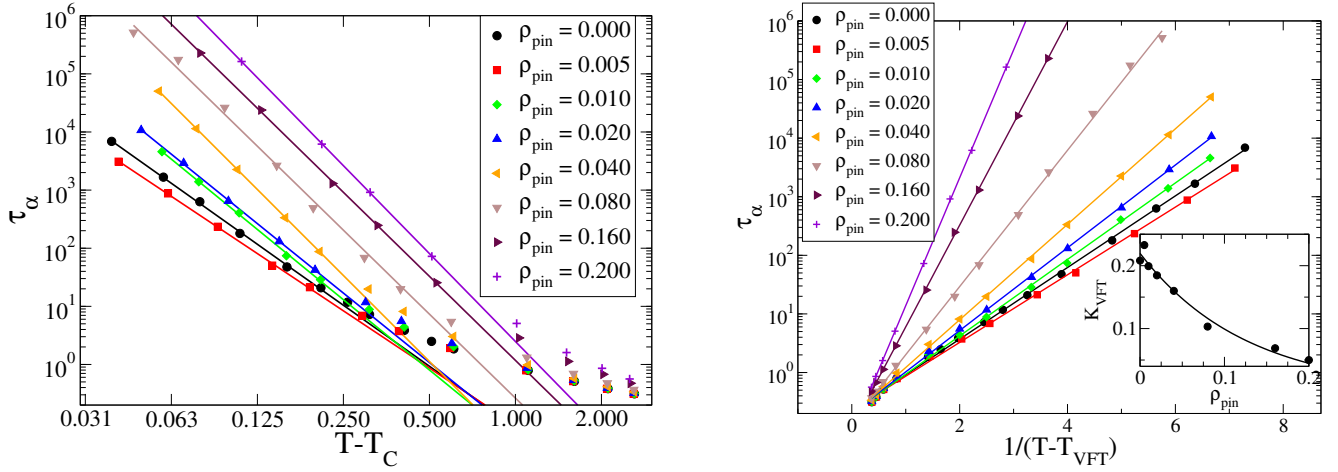 10^6
10^5
10^4
10^3
10^2
10^1
10^0
τ_α
0.031
0.063
0.125
0.250
0.500
1.000
2.000
T-T_C
ρ_pin = 0.000
ρ_pin = 0.005
ρ_pin = 0.010
ρ_pin = 0.020
ρ_pin = 0.040
ρ_pin = 0.080
ρ_pin = 0.160
ρ_pin = 0.200
10^6
10^5
10^4
10^3
10^2
10^1
10^0
τ_α
0
2
4
6
8
1/(T-T_VFT)
ρ_pin = 0.000
ρ_pin = 0.005
ρ_pin = 0.010
ρ_pin = 0.020
ρ_pin = 0.040
ρ_pin = 0.080
ρ_pin = 0.160
ρ_pin = 0.200
0.2
0.1
K_VFT
0
0.1
0.2
ρ_pin